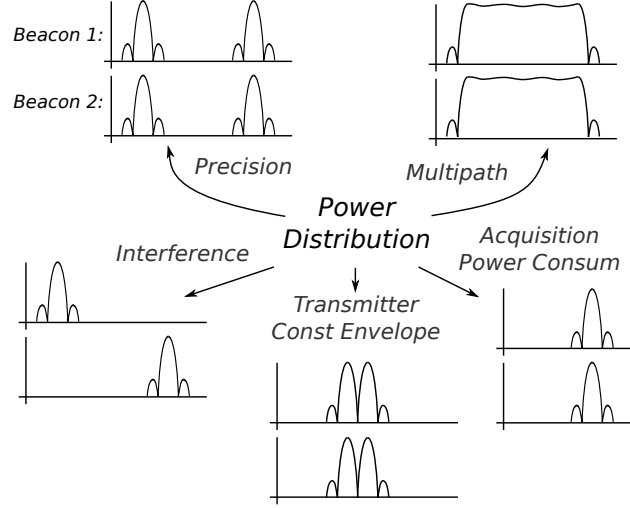 Beacon 1:
Beacon 2:
Precision
Multipath
Power
Distribution
Interference
Acquisition
Power Consum
Transmitter
Const Envelope